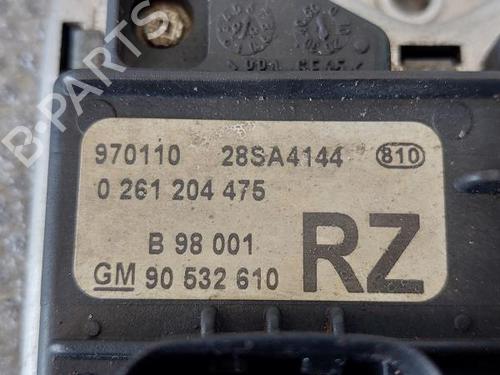 970110 28SA4144 810
0 261 204 475
B 98 001
RZ
GM 90 532 610
B-PARTS